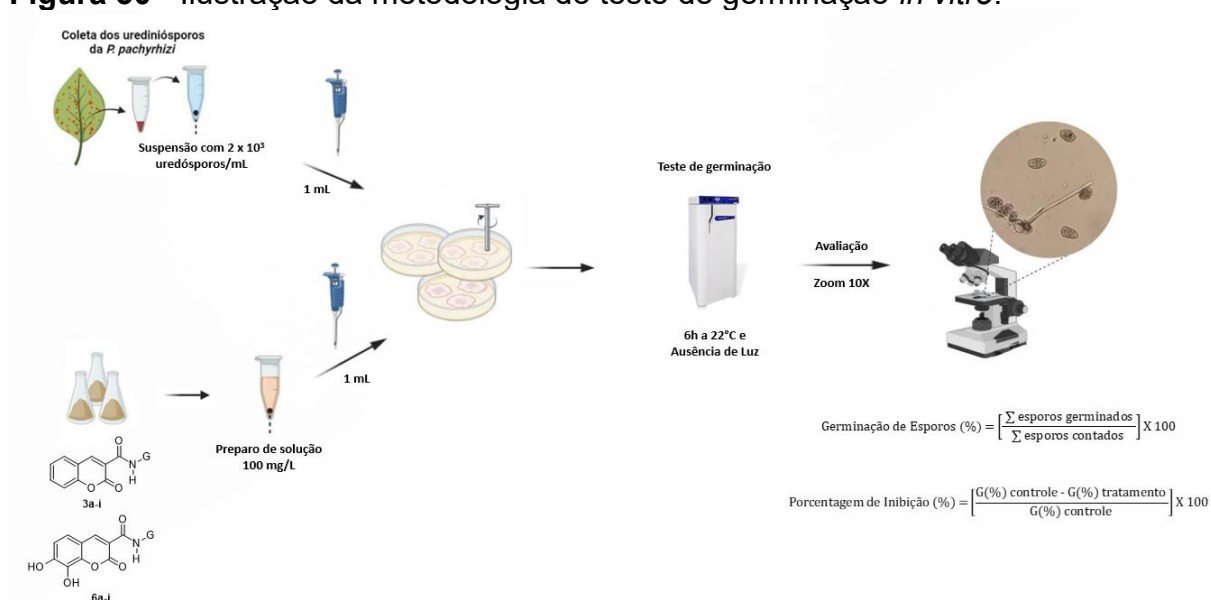 Figura 30 - Ilustração da metodologia do teste de germinação in vitro.
Coleta dos urediniósporos
da P. pachyrhizi
Suspensão com 2 x 10³
uredósporos/mL
1 mL
Teste de germinação
Avaliação
Zoom 10X
6h a 22°C e
Ausência de Luz
1 mL
Preparo de solução
100 mg/L
O
N
H
G
O
O
3a-i
O
N
H
G
HO
OH
O
O
6a-i
Germinação de Esporos (%) = [∑ esporos germinados / ∑ esporos contados] X 100
Porcentagem de Inibição (%) = [G(%) controle - G(%) tratamento / G(%) controle] X 100